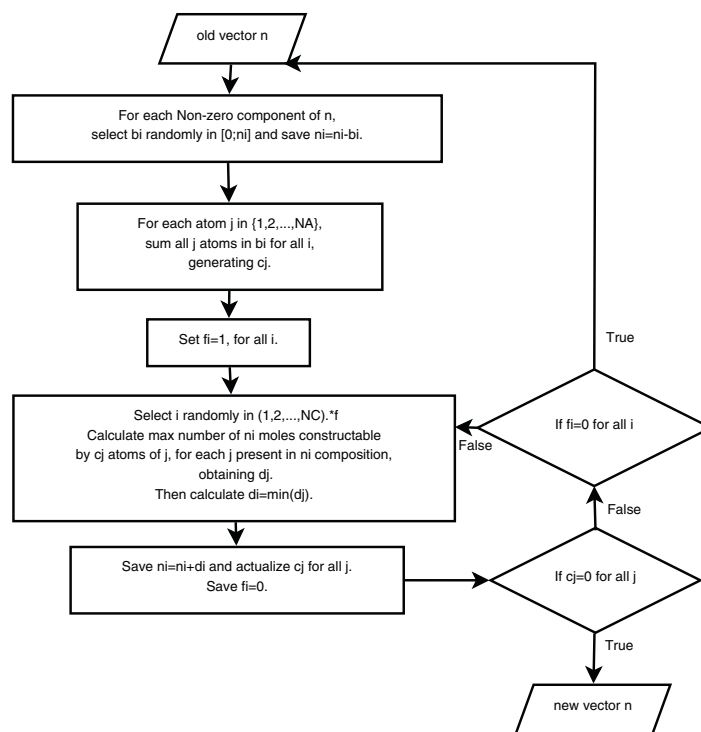 old vector n
For each Non-zero component of n,
select bi randomly in [0;ni] and save ni=ni-bi.
For each atom j in {1,2,...,NA},
sum all j atoms in bi for all i,
generating cj.
Set fi=1, for all i.
Select i randomly in (1,2,...,NC).*f
Calculate max number of ni moles constructable
by cj atoms of j, for each j present in ni composition,
obtaining dj.
Then calculate di=min(dj).
Save ni=ni+di and actualize cj for all j.
Save fi=0.
If cj=0 for all j
False
If fi=0 for all i
False
True
True
new vector n